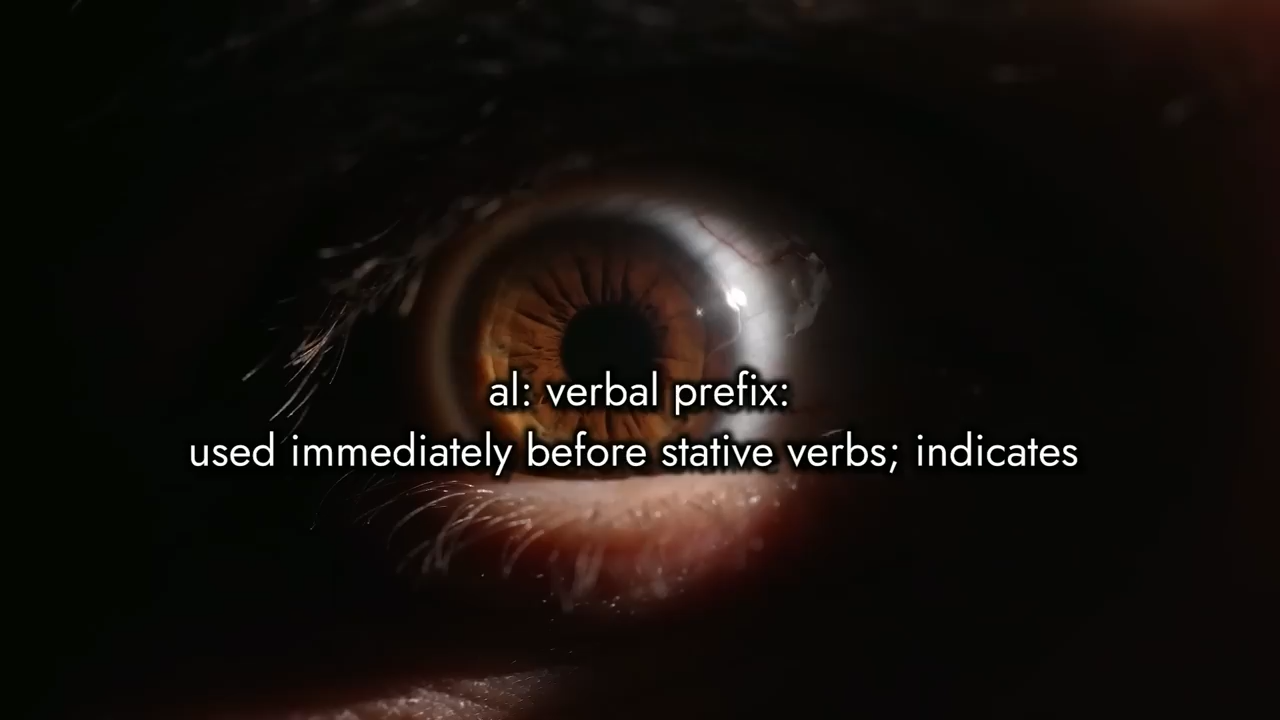 al: verbal prefix:
used immediately before stative verbs; indicates